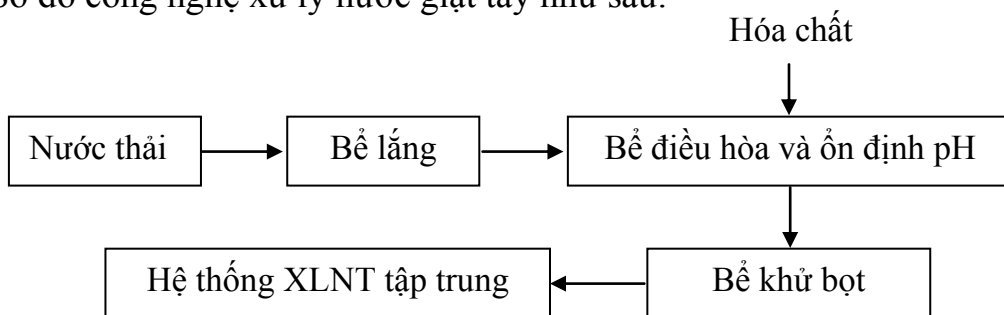 Sơ đồ công nghệ xử lý nước giặt tẩy như sau:
Hóa chất
Nước thải
Bể lắng
Bể điều hòa và ổn định pH
Hệ thống XLNT tập trung
Bể khử bọt